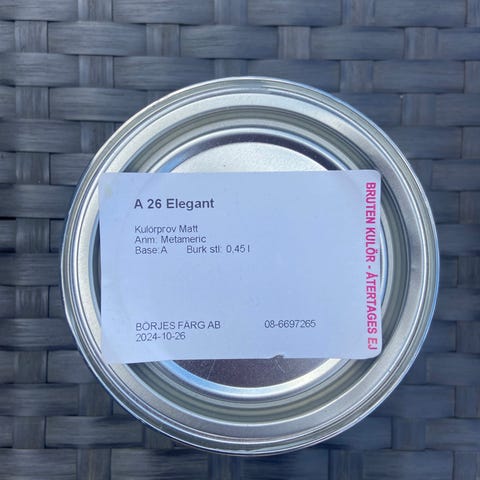 A 26 Elegant
Kulörprov Matt
Anm: Metameric
Base:A Burk stl: 0,45 l
BÖRJES FÄRG AB 08-6697265
2024-10-26
BRUTEN KULÖR - ÅTERTAGES EJ